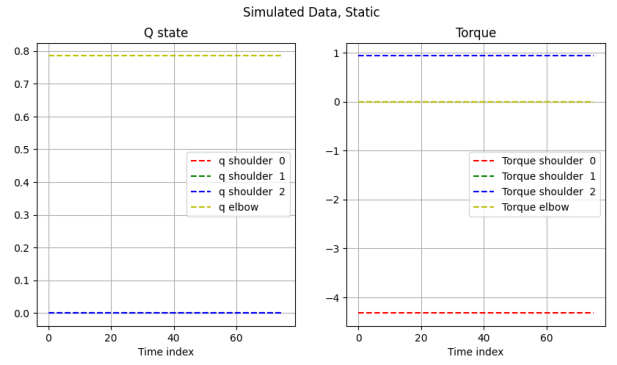 Simulated Data, Static
Q state
0.8
0.7
0.6
0.5
0.4
0.3
0.2
0.1
0.0
0
20
40
60
Time index
q shoulder 0
q shoulder 1
q shoulder 2
q elbow
Torque
1
0
−1
−2
−3
−4
0
20
40
60
Time index
Torque shoulder 0
Torque shoulder 1
Torque shoulder 2
Torque elbow